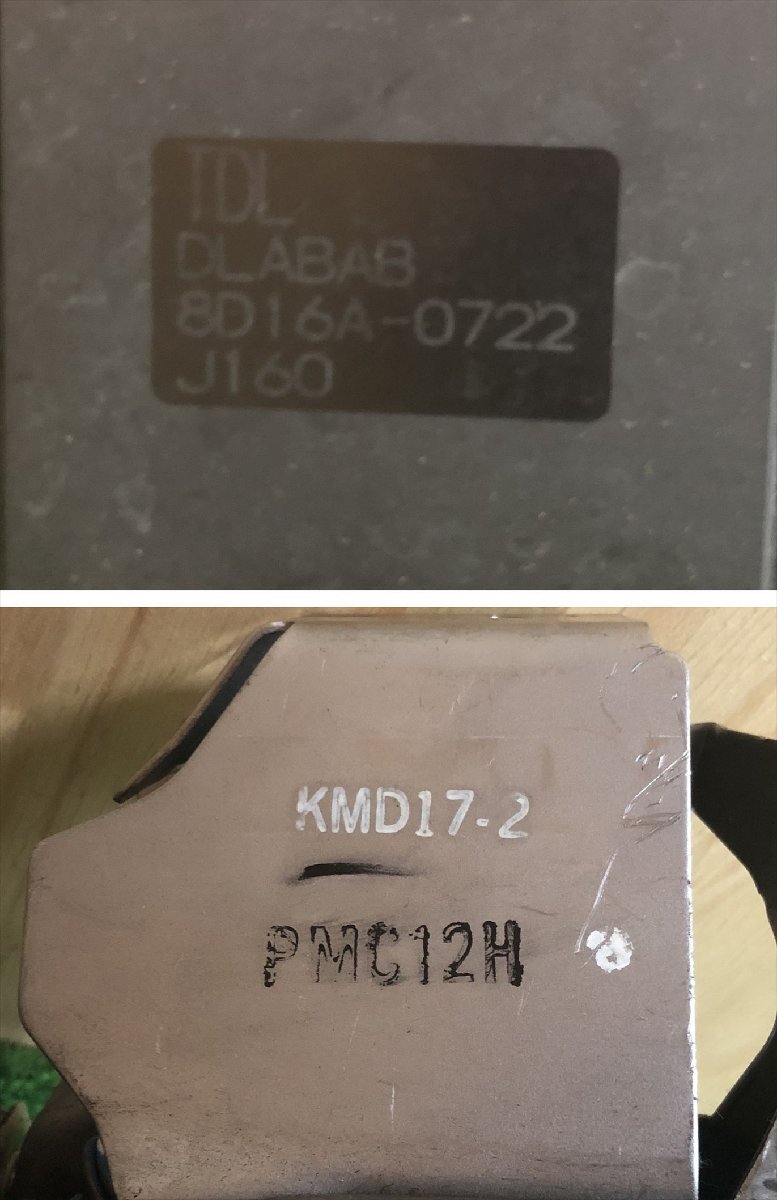 TDL
DLABAB
8D16A-0722
J160
KMD17-2
PMC12H